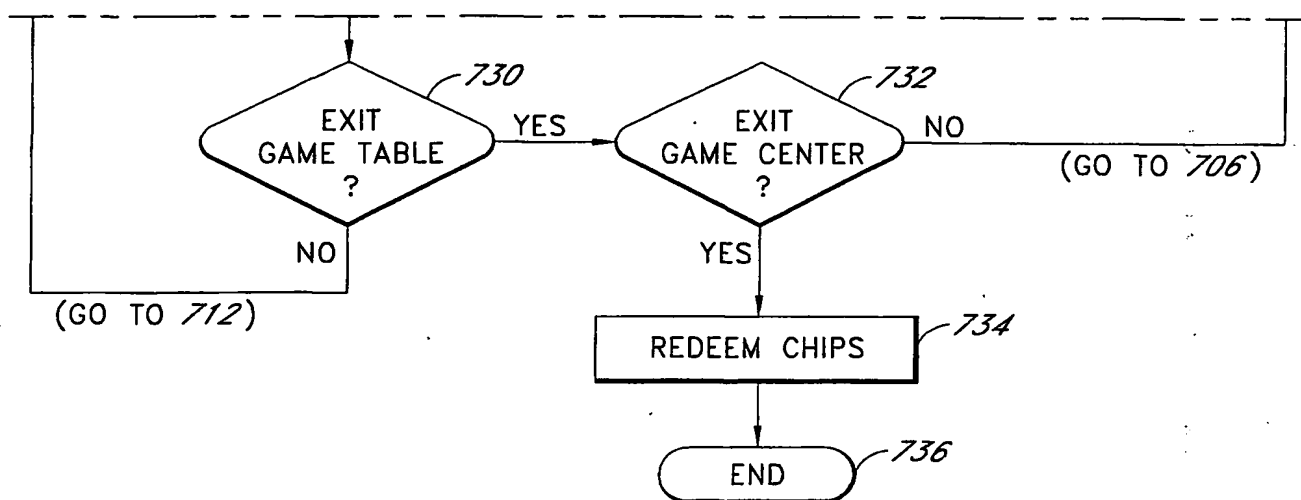 730
EXIT
GAME TABLE
?
YES
NO
(GO TO 712)
732
EXIT
GAME CENTER
?
NO
(GO TO 706)
YES
REDEEM CHIPS
734
END
736